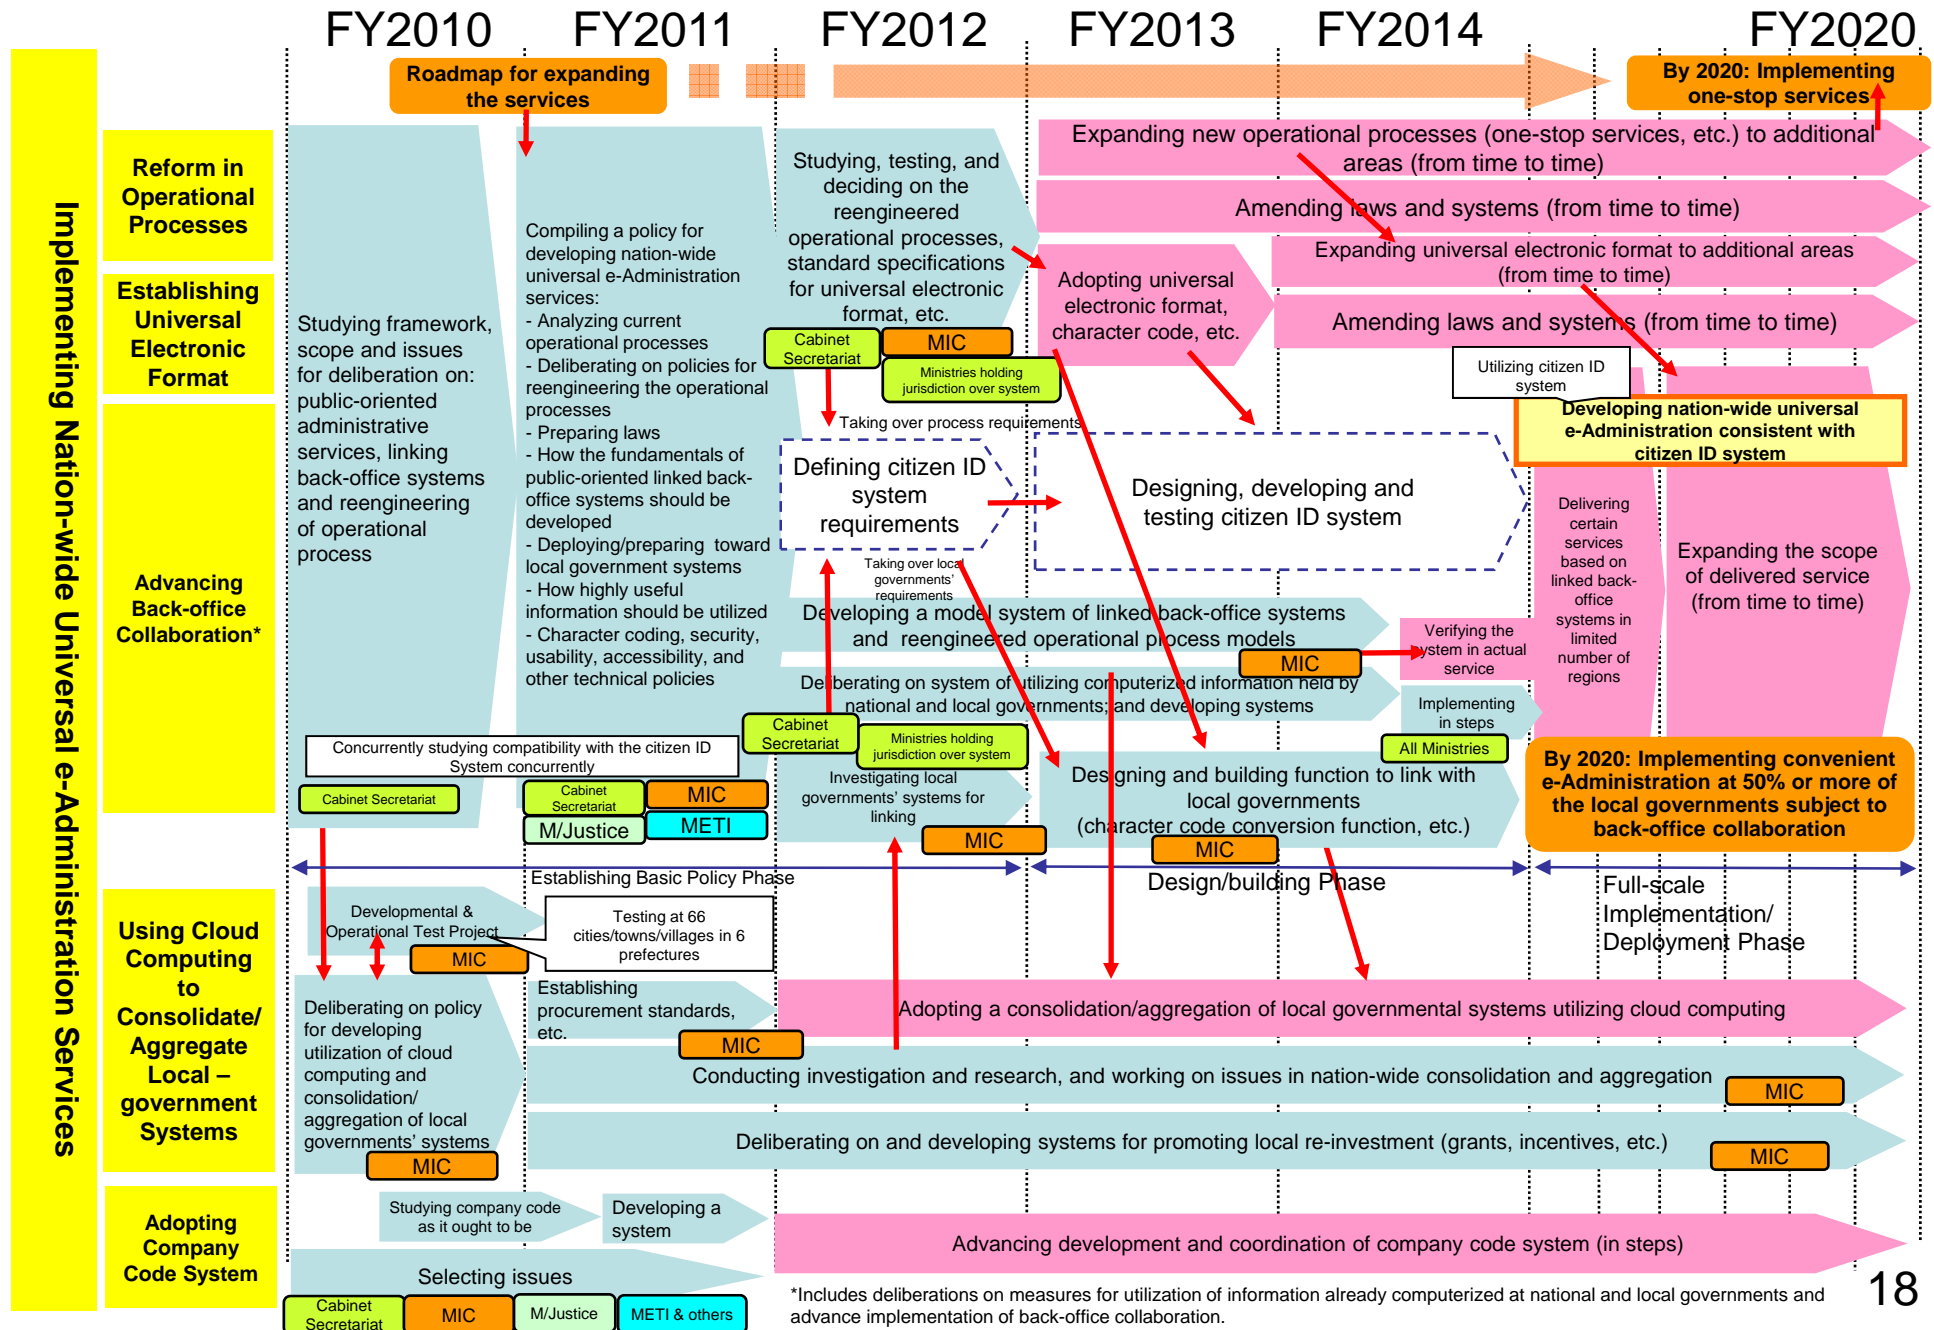 FY2010
FY2011
FY2012
FY2013
FY2014
FY2020
Implementing Nation-wide Universal e-Administration Services
Roadmap for expanding
the services
By 2020: Implementing
one-stop services
Reform in
Operational
Processes
Establishing
Universal
Electronic
Format
Advancing
Back-office
Collaboration*
Using Cloud
Computing
to
Consolidate/
Aggregate
Local –
government
Systems
Adopting
Company
Code System
Studying framework,
scope and issues
for deliberation on:
public-oriented
administrative
services, linking
back-office systems
and reengineering
of operational
process
Compiling a policy for
developing nation-wide
universal e-Administration
services:
- Analyzing current
operational processes
- Deliberating on policies for
reengineering the operational
processes
- Preparing laws
- How the fundamentals of
public-oriented linked back-
office systems should be
developed
- Deploying/preparing toward
local government systems
- How highly useful
information should be utilized
- Character coding, security,
usability, accessibility, and
other technical policies
Concurrently studying compatibility with the citizen ID
System concurrently
Cabinet Secretariat
Cabinet
Secretariat
MIC
M/Justice
METI
Studying, testing, and
deciding on the
reengineered
operational processes,
standard specifications
for universal electronic
format, etc.
Cabinet
Secretariat
MIC
Ministries holding
jurisdiction over system
Taking over process requirements
Defining citizen ID
system
requirements
Taking over local
governments’
requirements
Expanding new operational processes (one-stop services, etc.) to additional
areas (from time to time)
Amending laws and systems (from time to time)
Adopting universal
electronic format,
character code, etc.
Expanding universal electronic format to additional areas
(from time to time)
Amending laws and systems (from time to time)
Utilizing citizen ID
system
Developing nation-wide universal
e-Administration consistent with
citizen ID system
Designing, developing and
testing citizen ID system
Delivering
certain
services
based on
linked back-
office
systems in
limited
number of
regions
Expanding the scope
of delivered service
(from time to time)
Developing a model system of linked back-office systems
and reengineered operational process models
MIC
Verifying the
system in actual
service
Deliberating on system of utilizing computerized information held by
national and local governments; and developing systems
Implementing
in steps
All Ministries
Cabinet
Secretariat
Ministries holding
jurisdiction over system
Investigating local
governments’ systems for
linking
MIC
Designing and building function to link with
local governments
(character code conversion function, etc.)
MIC
By 2020: Implementing convenient
e-Administration at 50% or more of
the local governments subject to
back-office collaboration
Establishing Basic Policy Phase
Design/building Phase
Full-scale
Implementation/
Deployment Phase
Developmental &
Operational Test Project
MIC
Testing at 66
cities/towns/villages in 6
prefectures
Deliberating on policy
for developing
utilization of cloud
computing and
consolidation/
aggregation of local
governments’ systems
MIC
Establishing
procurement standards,
etc.
MIC
Adopting a consolidation/aggregation of local governmental systems utilizing cloud computing
Conducting investigation and research, and working on issues in nation-wide consolidation and aggregation
MIC
Deliberating on and developing systems for promoting local re-investment (grants, incentives, etc.)
MIC
Studying company code
as it ought to be
Developing a
system
Advancing development and coordination of company code system (in steps)
Selecting issues
Cabinet
Secretariat
MIC
M/Justice
METI & others
*Includes deliberations on measures for utilization of information already computerized at national and local governments and
advance implementation of back-office collaboration.
18